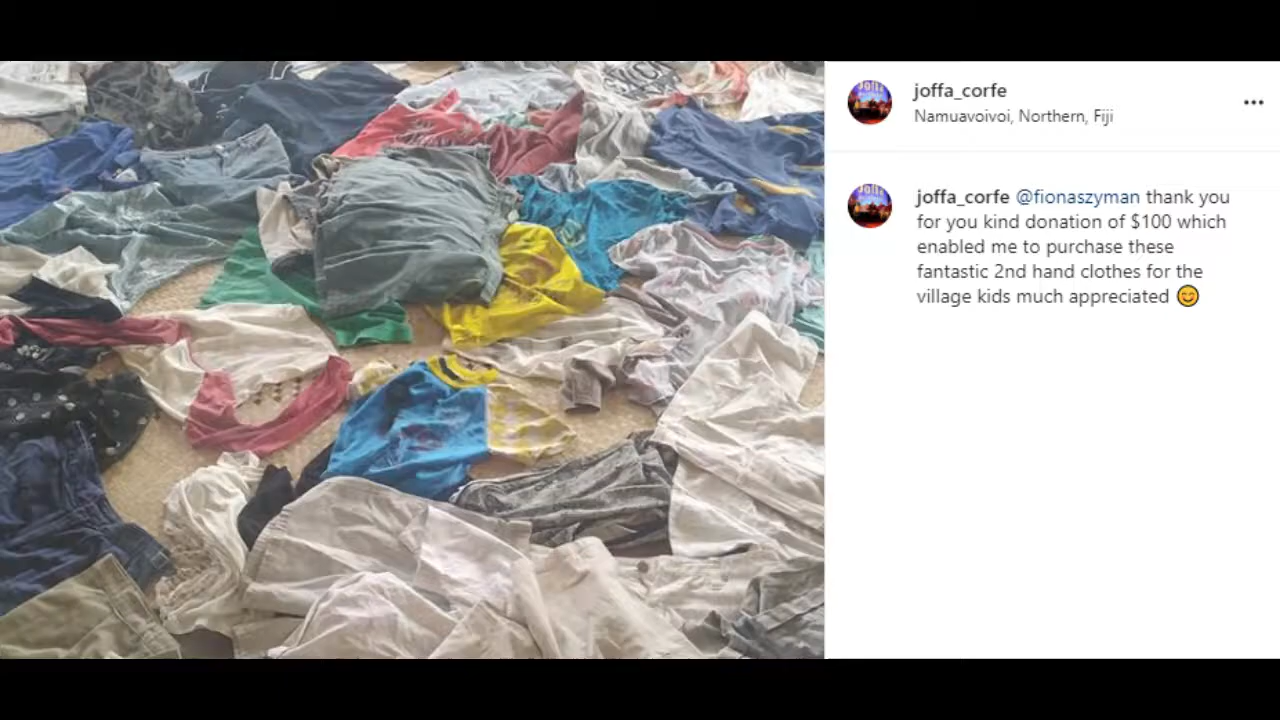 joffa_corfe
Namuavoivoi, Northern, Fiji
joffa_corfe @fionaszyman thank you
for you kind donation of $100 which
enabled me to purchase these
fantastic 2nd hand clothes for the
village kids much appreciated 😊